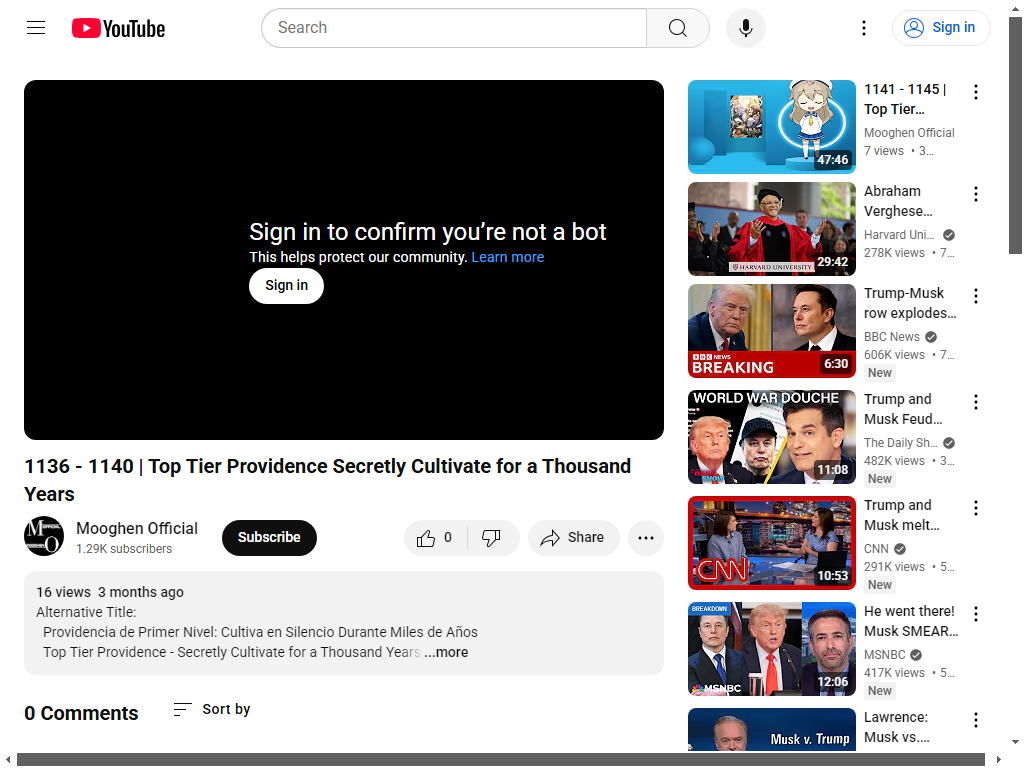 YouTube
Search
Sign in
Sign in to confirm you’re not a bot
This helps protect our community. Learn more
Sign in
1136 - 1140 | Top Tier Providence Secretly Cultivate for a Thousand
Years
Mooghen Official
1.29K subscribers
Subscribe
0
Share
16 views 3 months ago
Alternative Title:
Providencia de Primer Nivel: Cultiva en Silencio Durante Miles de Años
Top Tier Providence - Secretly Cultivate for a Thousand Years ...more
0 Comments
Sort by
47:46
1141 - 1145 |
Top Tier…
Mooghen Official
7 views • 3…
HARVARD UNIVERSITY
29:42
Abraham
Verghese…
Harvard Uni…
278K views • 7…
BBC NEWS
BREAKING
6:30
Trump-Musk
row explodes…
BBC News
606K views • 7…
New
WORLD WAR DOUCHE
11:08
Trump and
Musk Feud…
The Daily Sh…
482K views • 3…
New
CNN
10:53
Trump and
Musk melt…
CNN
291K views • 5…
New
BREAKDOWN
MSNBC
12:06
He went there!
Musk SMEAR…
MSNBC
417K views • 5…
New
Musk v. Trump
Lawrence:
Musk vs.…